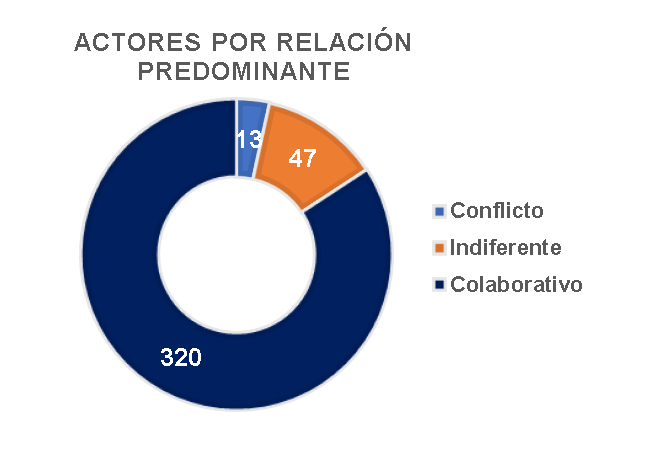 ACTORES POR RELACIÓN
PREDOMINANTE
13
47
320
Conflicto
Indiferente
Colaborativo